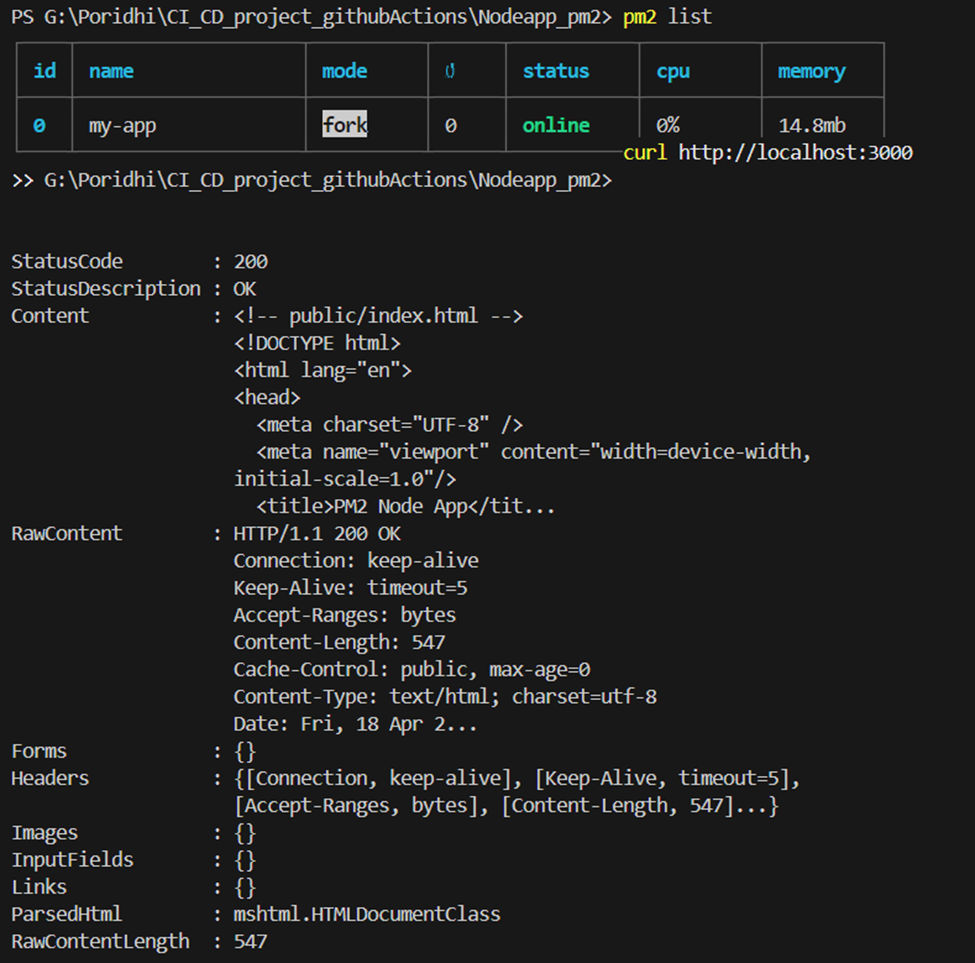 PS G:\Poridhi\CI_CD_project_githubActions\Nodeapp_pm2> pm2 list
id name mode ↺ status cpu memory
0 my-app fork 0 online 0% 14.8mb
curl http://localhost:3000
>> G:\Poridhi\CI_CD_project_githubActions\Nodeapp_pm2>
StatusCode : 200
StatusDescription : OK
Content : <!-- public/index.html -->
<!DOCTYPE html>
<html lang="en">
<head>
<meta charset="UTF-8" />
<meta name="viewport" content="width=device-width,
initial-scale=1.0"/>
<title>PM2 Node App</tit...
RawContent : HTTP/1.1 200 OK
Connection: keep-alive
Keep-Alive: timeout=5
Accept-Ranges: bytes
Content-Length: 547
Cache-Control: public, max-age=0
Content-Type: text/html; charset=utf-8
Date: Fri, 18 Apr 2...
Forms : {}
Headers : {[Connection, keep-alive], [Keep-Alive, timeout=5],
[Accept-Ranges, bytes], [Content-Length, 547]...}
Images : {}
InputFields : {}
Links : {}
ParsedHtml : mshtml.HTMLDocumentClass
RawContentLength : 547